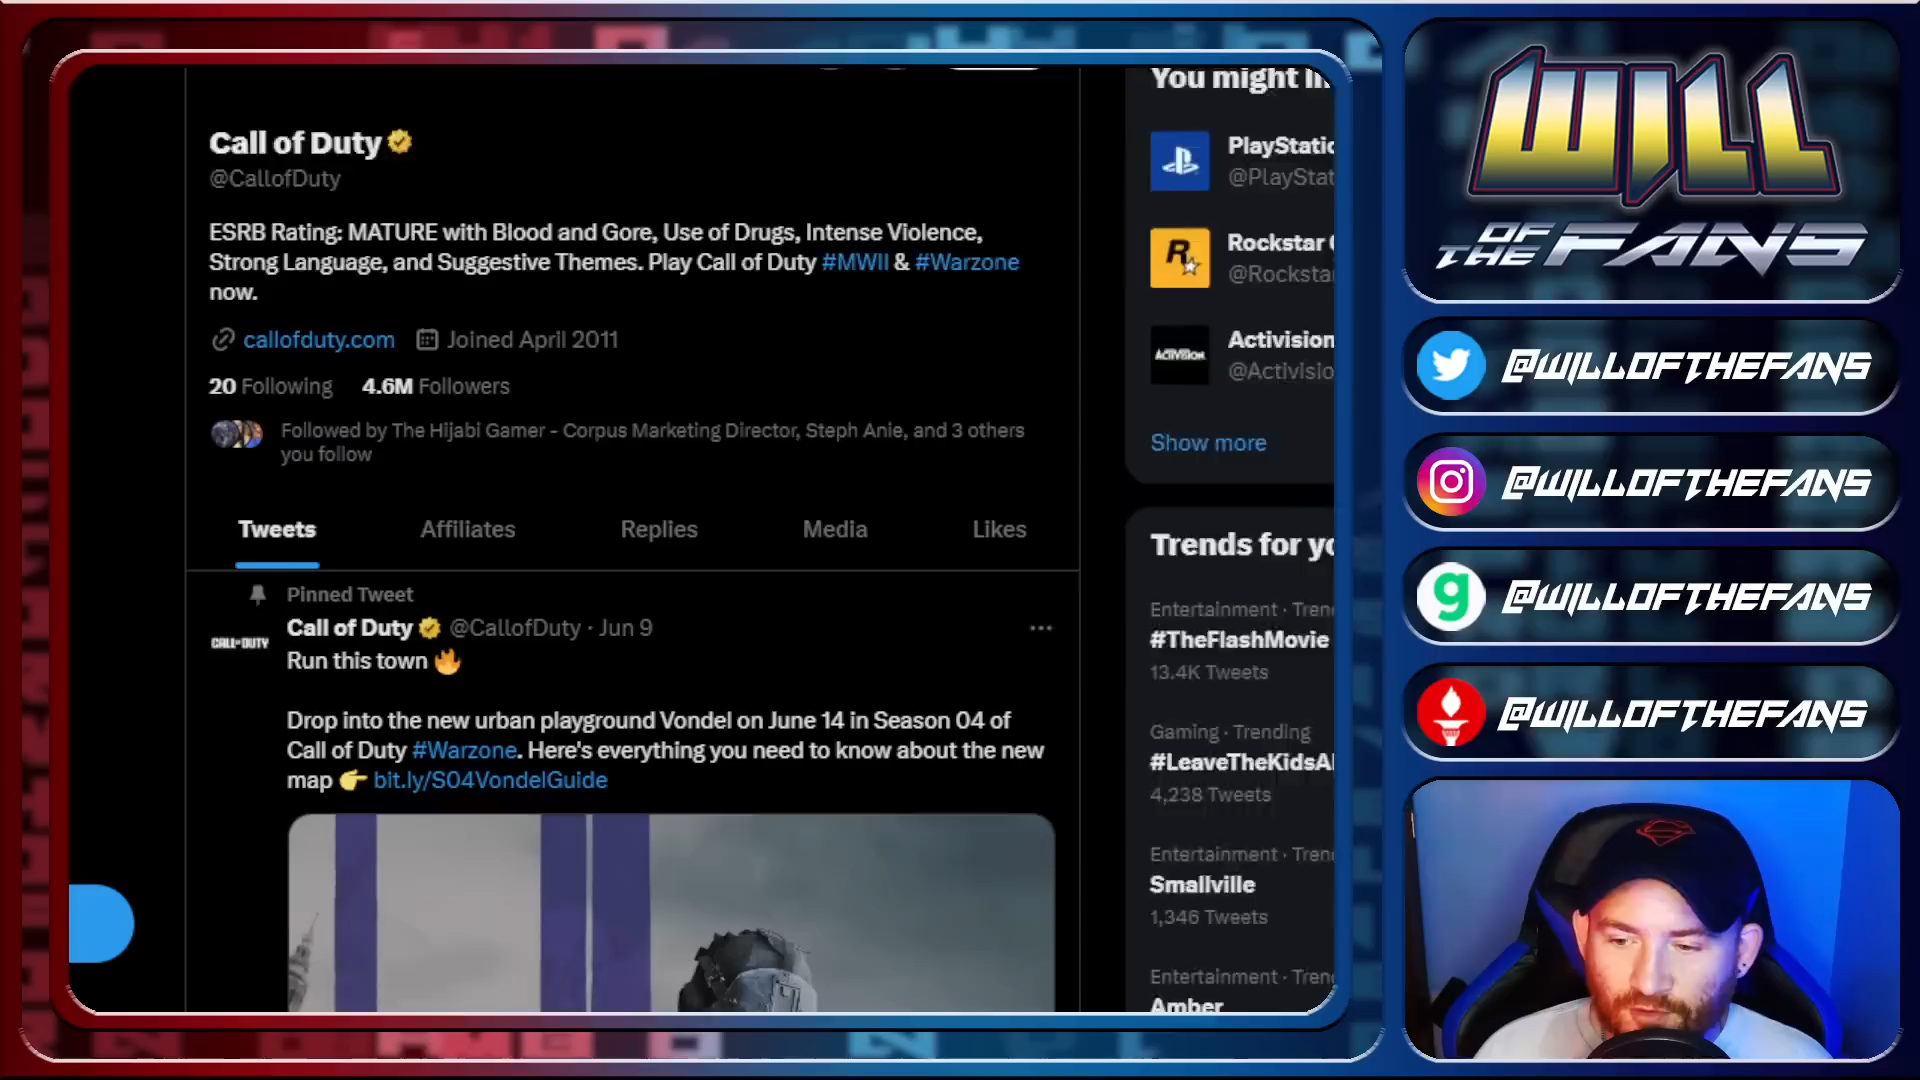 Call of Duty
@CallofDuty
ESRB Rating: MATURE with Blood and Gore, Use of Drugs, Intense Violence,
Strong Language, and Suggestive Themes. Play Call of Duty #MWII & #Warzone
now.
callofduty.com Joined April 2011
20 Following 4.6M Followers
Followed by The Hijabi Gamer - Corpus Marketing Director, Steph Anie, and 3 others
you follow
Tweets Affiliates Replies Media Likes
Pinned Tweet
CALL OF DUTY
Call of Duty @CallofDuty · Jun 9
Run this town 🔥
Drop into the new urban playground Vondel on June 14 in Season 04 of
Call of Duty #Warzone. Here's everything you need to know about the new
map 👉 bit.ly/S04VondelGuide
You might
PlayStatio
@PlayStat
R
Rockstar
@Rocksta
ACTIVISION
Activision
@Activisio
Show more
Trends for yo
Entertainment · Tren
#TheFlashMovie
13.4K Tweets
Gaming · Trending
#LeaveTheKidsAl
4,238 Tweets
Entertainment · Tren
Smallville
1,346 Tweets
Entertainment · Tren
Amber
WILL
OF THE FANS
@WILLOFTHEFANS
@WILLOFTHEFANS
g @WILLOFTHEFANS
@WILLOFTHEFANS